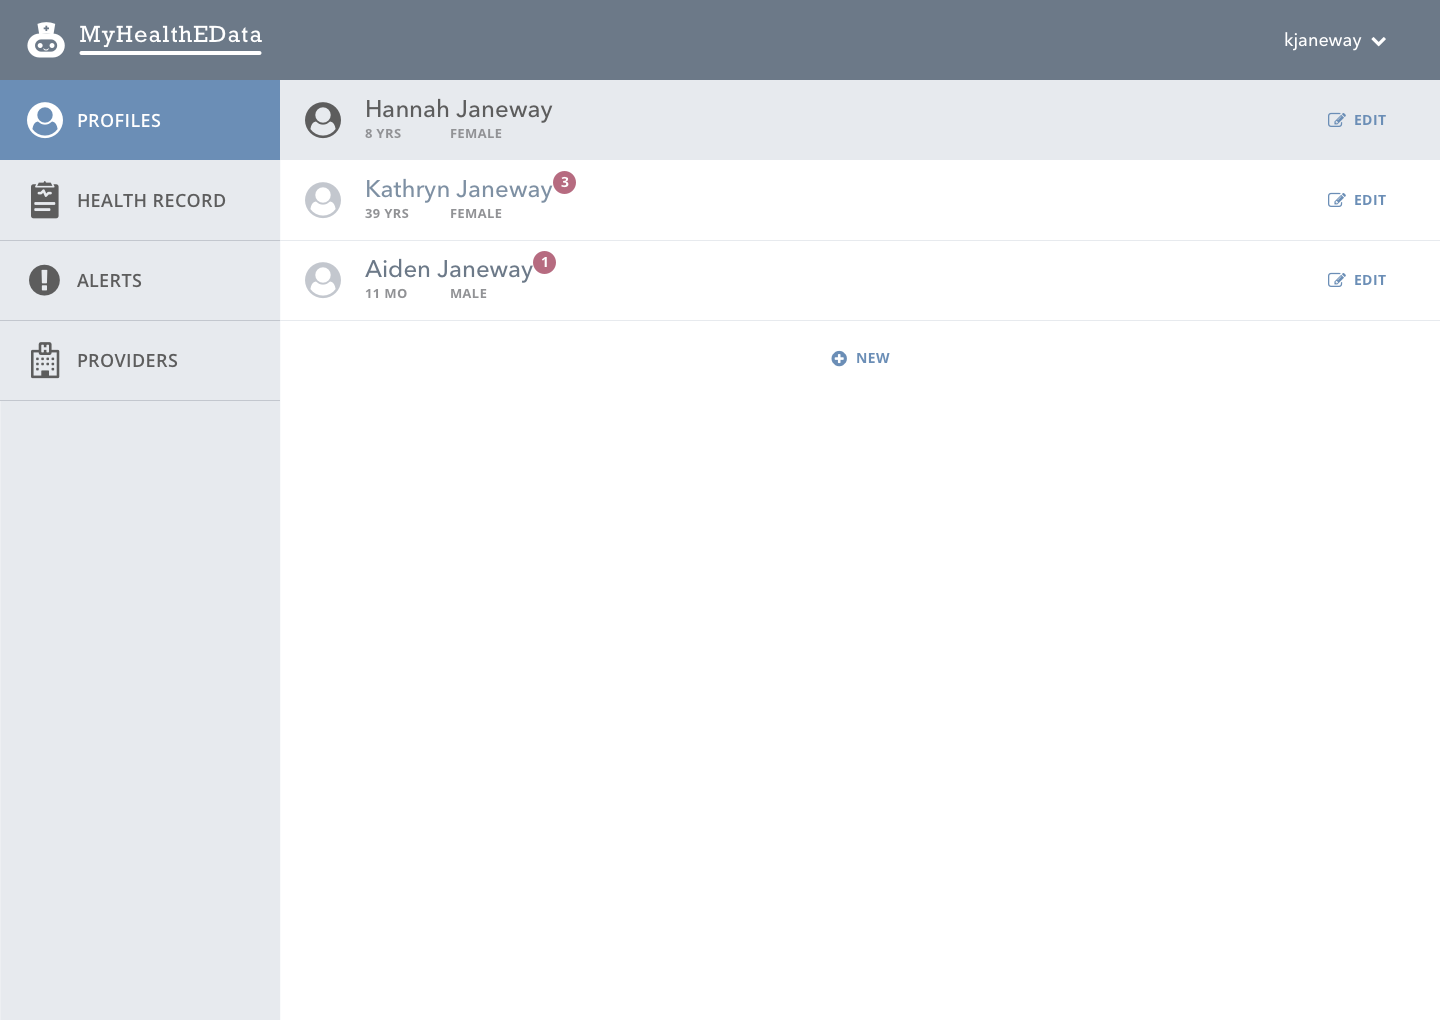 MyHealthEData
kjaneway
PROFILES
HEALTH RECORD
ALERTS
PROVIDERS
Hannah Janeway
8 YRS FEMALE
EDIT
Kathryn Janeway 3
39 YRS FEMALE
EDIT
Aiden Janeway 1
11 MO MALE
EDIT
NEW